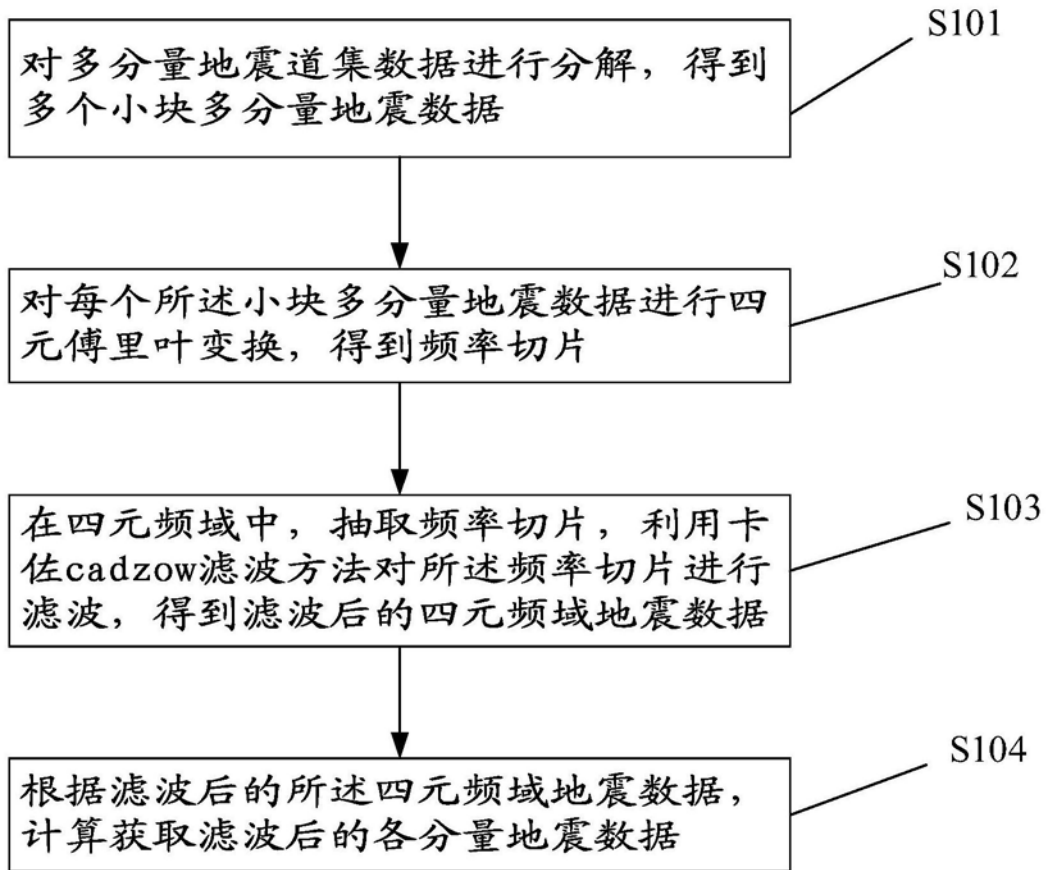 S101
对多分量地震道集数据进行分解，得到
多个小块多分量地震数据
S102
对每个所述小块多分量地震数据进行四
元傅里叶变换，得到频率切片
S103
在四元频域中，抽取频率切片，利用卡
佐cadzow滤波方法对所述频率切片进行
滤波，得到滤波后的四元频域地震数据
S104
根据滤波后的所述四元频域地震数据，
计算获取滤波后的各分量地震数据